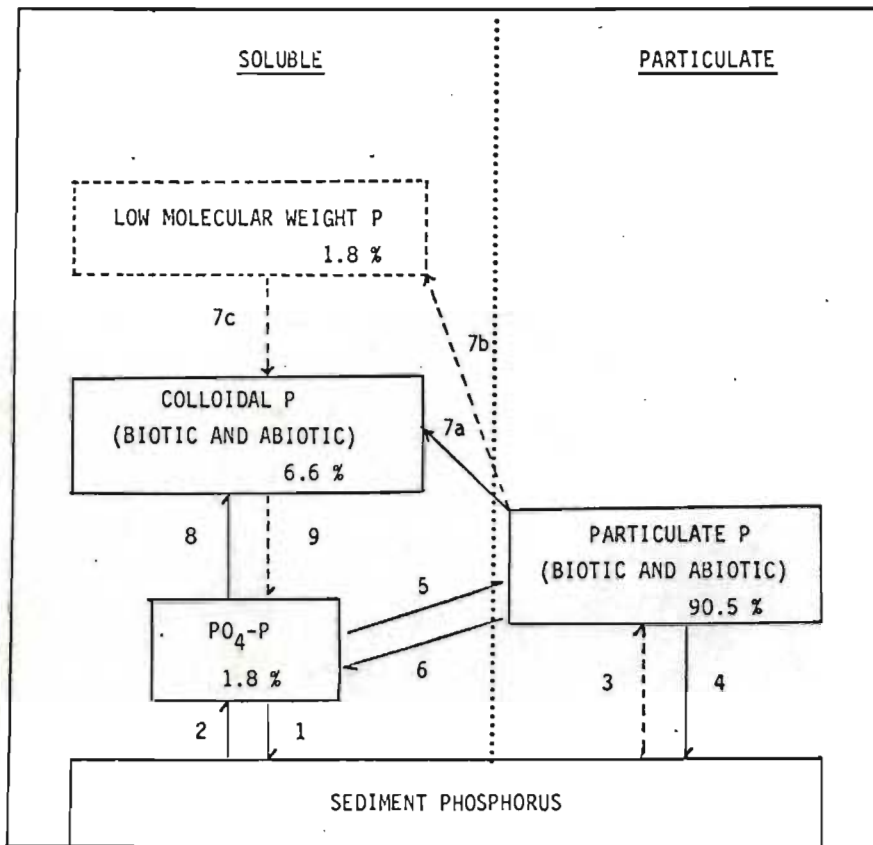 SOLUBLE
PARTICULATE
LOW MOLECULAR WEIGHT P
1.8 %
7c
7b
COLLOIDAL P
(BIOTIC AND ABIOTIC)
6.6 %
7a
8
9
PARTICULATE P
(BIOTIC AND ABIOTIC)
90.5 %
5
PO4-P
1.8 %
6
3
4
2
1
SEDIMENT PHOSPHORUS